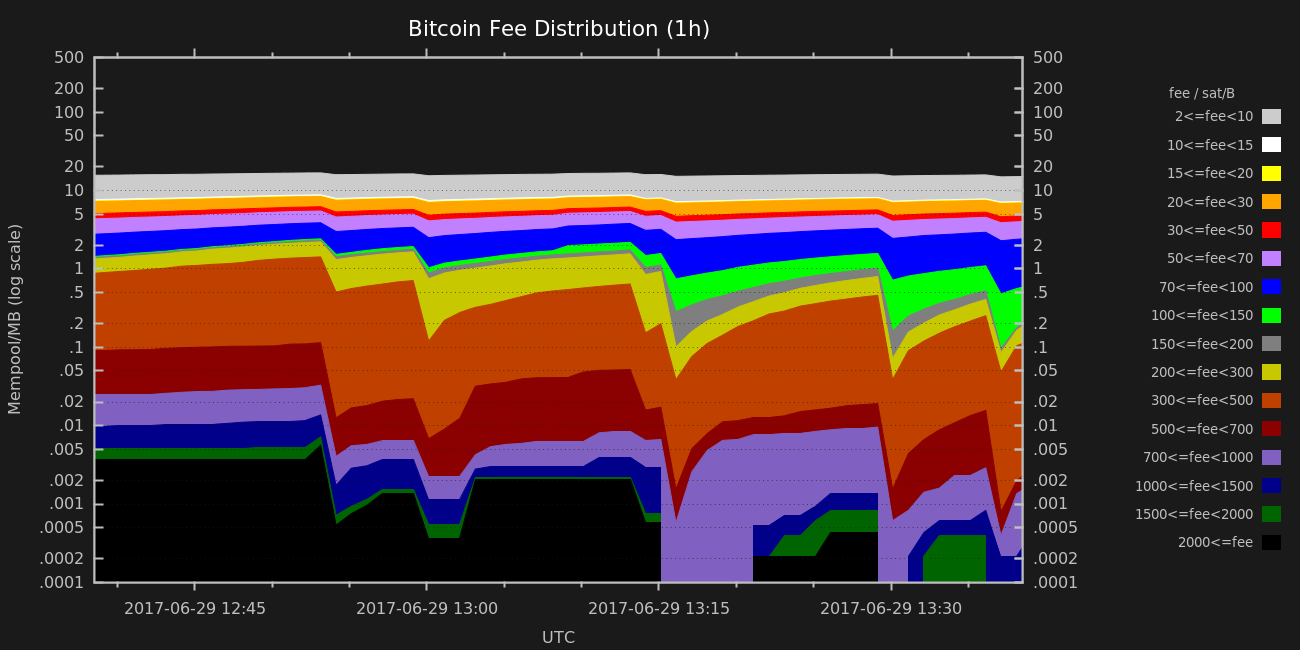 Bitcoin Fee Distribution (1h)
500
200
100
50
20
10
5
2
1
.5
.2
.1
.05
.02
.01
.005
.002
.001
.0005
.0002
.0001
Mempool/MB (log scale)
500
200
100
50
20
10
5
2
1
.5
.2
.1
.05
.02
.01
.005
.002
.001
.0005
.0002
.0001
2017-06-29 12:45
2017-06-29 13:00
2017-06-29 13:15
2017-06-29 13:30
UTC
fee / sat/B
2<=fee<10
10<=fee<15
15<=fee<20
20<=fee<30
30<=fee<50
50<=fee<70
70<=fee<100
100<=fee<150
150<=fee<200
200<=fee<300
300<=fee<500
500<=fee<700
700<=fee<1000
1000<=fee<1500
1500<=fee<2000
2000<=fee